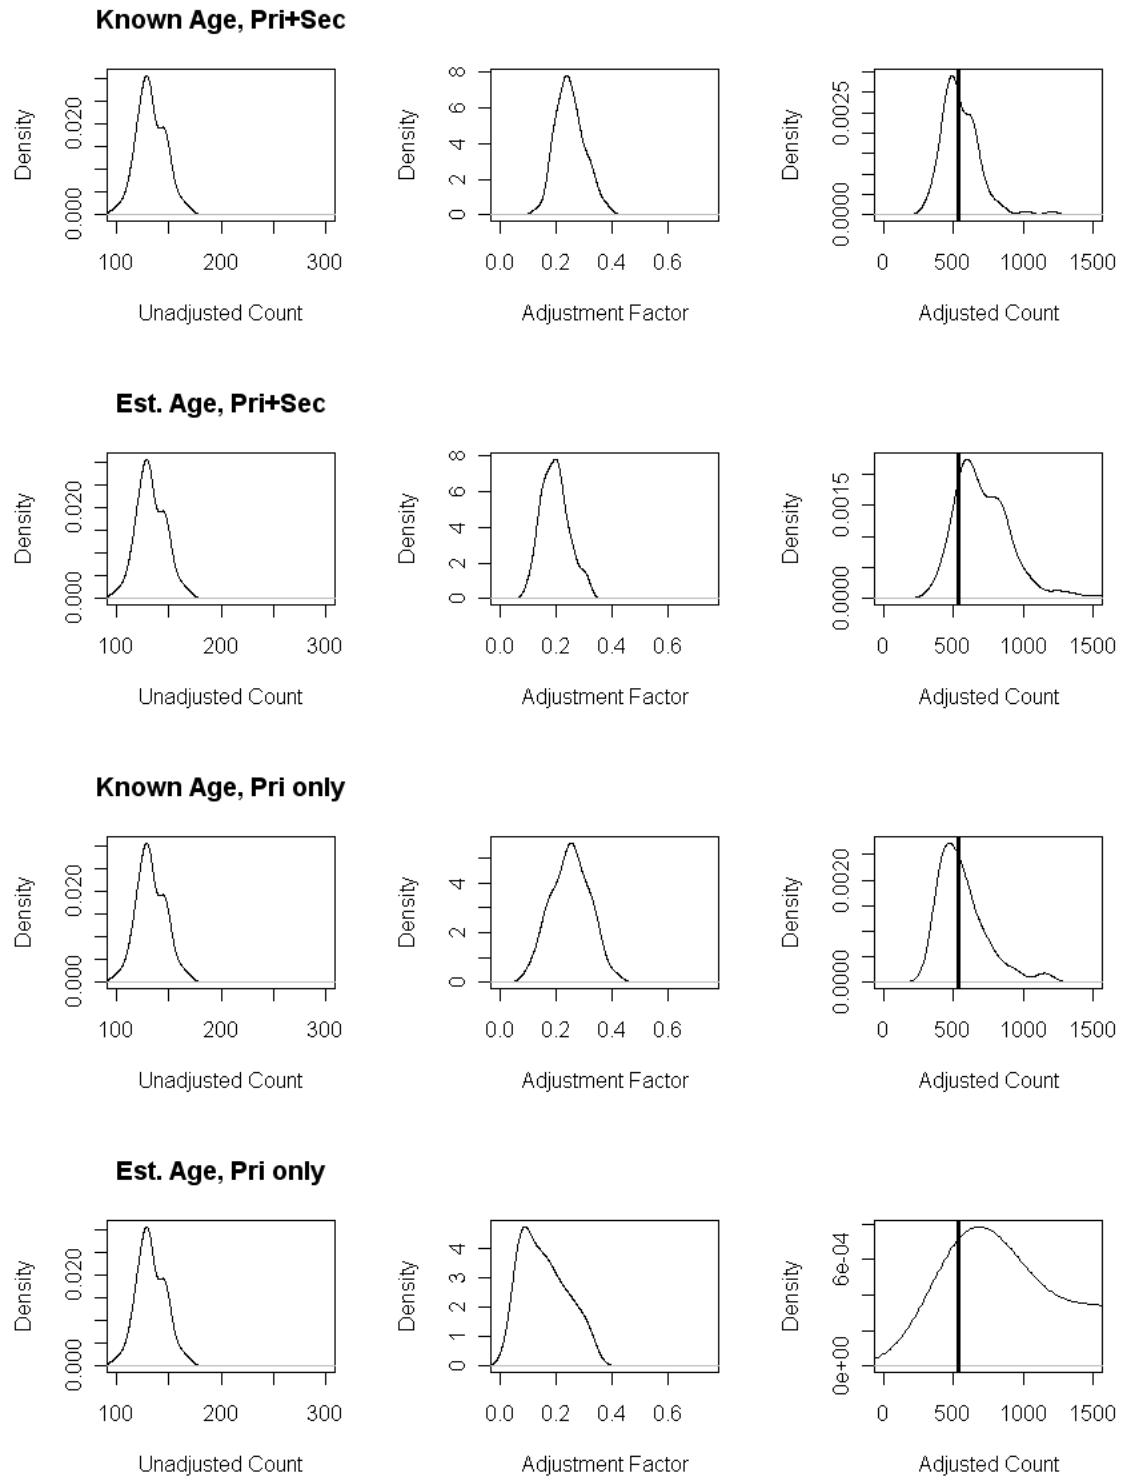 Known Age, Pri+Sec
Density
0.000 0.020
100 200 300
Unadjusted Count
Density
0 2 4 6 8
0.0 0.2 0.4 0.6
Adjustment Factor
Density
0.0000 0.0025
0 500 1000 1500
Adjusted Count
Est. Age, Pri+Sec
Density
0.000 0.020
100 200 300
Unadjusted Count
Density
0 2 4 6 8
0.0 0.2 0.4 0.6
Adjustment Factor
Density
0.0000 0.0015
0 500 1000 1500
Adjusted Count
Known Age, Pri only
Density
0.000 0.020
100 200 300
Unadjusted Count
Density
0 2 4
0.0 0.2 0.4 0.6
Adjustment Factor
Density
0.0000 0.0020
0 500 1000 1500
Adjusted Count
Est. Age, Pri only
Density
0.000 0.020
100 200 300
Unadjusted Count
Density
0 1 2 3 4
0.0 0.2 0.4 0.6
Adjustment Factor
Density
0e+00 6e-04
0 500 1000 1500
Adjusted Count